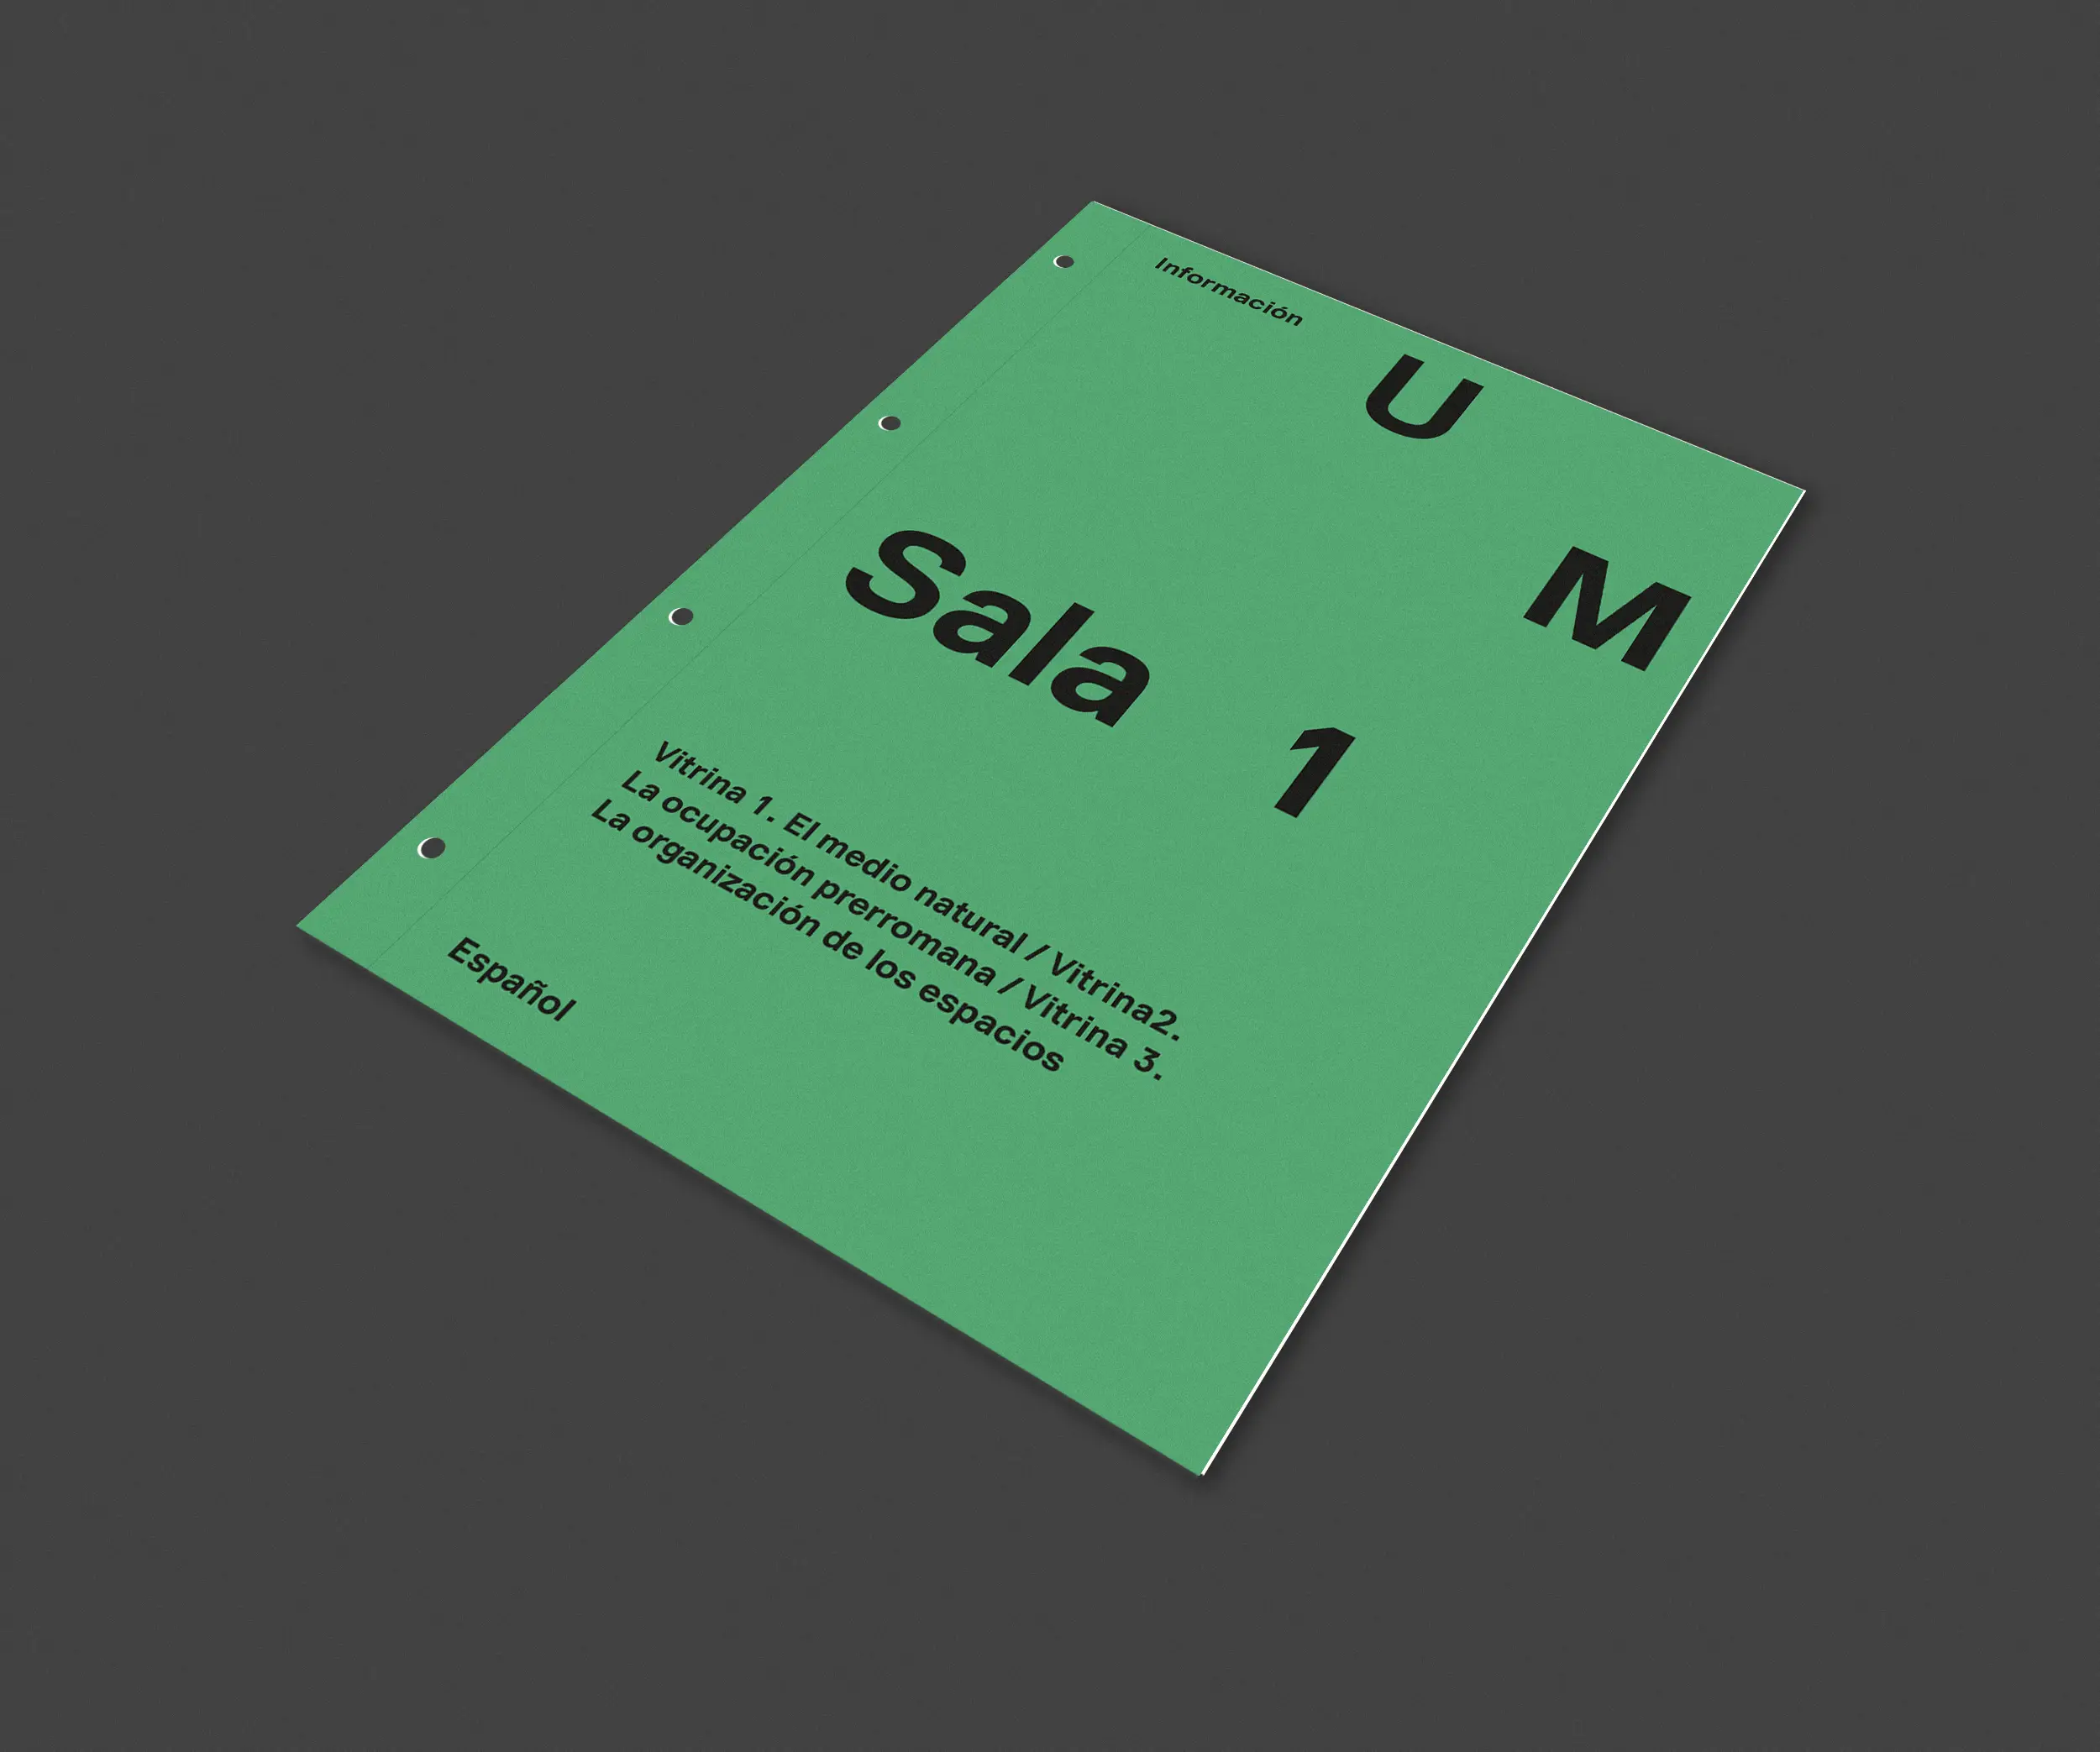 Información
U
M
Sala 1
Vitrina 1. El medio natural / Vitrina2.
La ocupación prerromana / Vitrina 3.
La organización de los espacios
Español